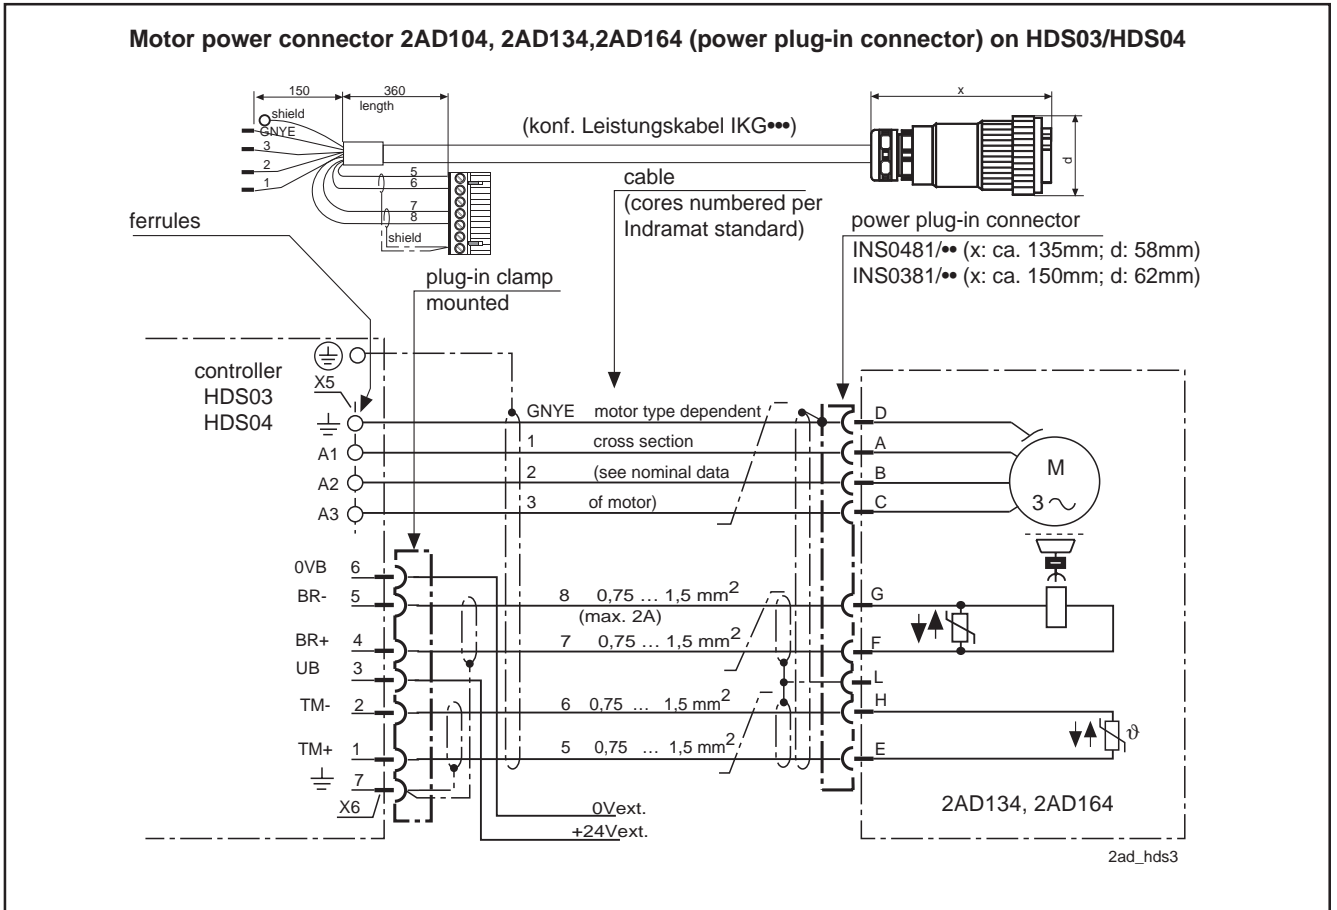 Motor power connector 2AD104, 2AD134,2AD164 (power plug-in connector) on HDS03/HDS04
150
360
length
x
shield
GNYE
3
2
1
(konf. Leistungskabel IKG•••)
d
5
6
7
8
shield
cable
(cores numbered per
Indramat standard)
ferrules
power plug-in connector
INS0481/•• (x: ca. 135mm; d: 58mm)
INS0381/•• (x: ca. 150mm; d: 62mm)
plug-in clamp
mounted
controller
HDS03
HDS04
X5
GNYE motor type dependent
D
A1
1 cross section
A
A2
2 (see nominal data
B
A3
3 of motor)
C
M
3
0VB 6
BR- 5
8 0,75 ... 1,5 mm2
(max. 2A)
G
BR+ 4
7 0,75 ... 1,5 mm2
F
UB 3
L
TM- 2
6 0,75 ... 1,5 mm2
H
TM+ 1
5 0,75 ... 1,5 mm2
E
ϑ
7
X6
0Vext.
+24Vext.
2AD134, 2AD164
2ad_hds3